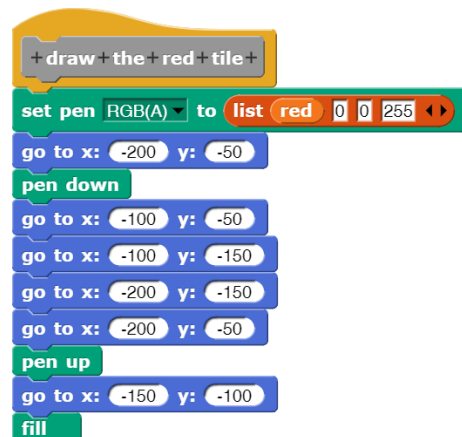 +draw+the+red+tile+
set pen RGB(A) to list red 0 0 255
go to x: -200 y: -50
pen down
go to x: -100 y: -50
go to x: -100 y: -150
go to x: -200 y: -150
go to x: -200 y: -50
pen up
go to x: -150 y: -100
fill